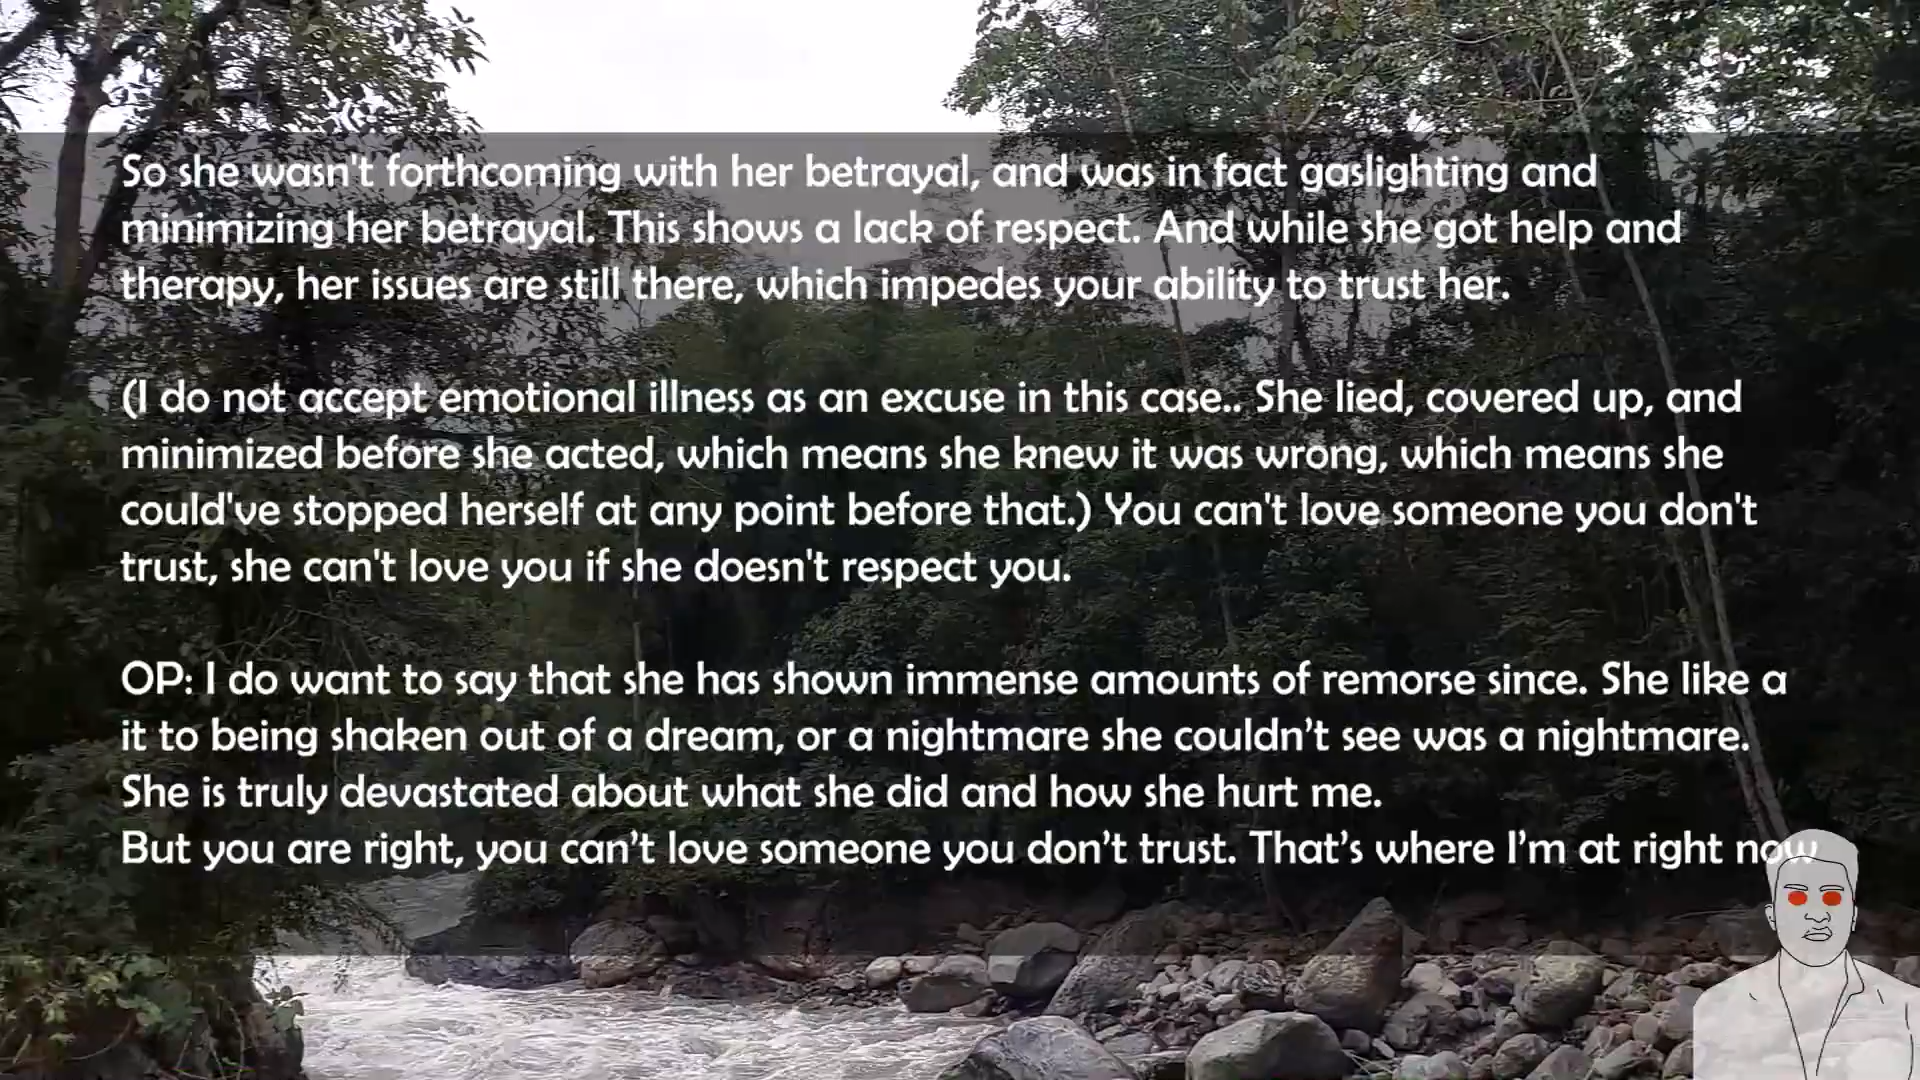 So she wasn't forthcoming with her betrayal, and was in fact gaslighting and
minimizing her betrayal. This shows a lack of respect. And while she got help and
therapy, her issues are still there, which impedes your ability to trust her.
(I do not accept emotional illness as an excuse in this case.. She lied, covered up, and
minimized before she acted, which means she knew it was wrong, which means she
could've stopped herself at any point before that.) You can't love someone you don't
trust, she can't love you if she doesn't respect you.
OP: I do want to say that she has shown immense amounts of remorse since. She like a
it to being shaken out of a dream, or a nightmare she couldn’t see was a nightmare.
She is truly devastated about what she did and how she hurt me.
But you are right, you can’t love someone you don’t trust. That’s where I’m at right now